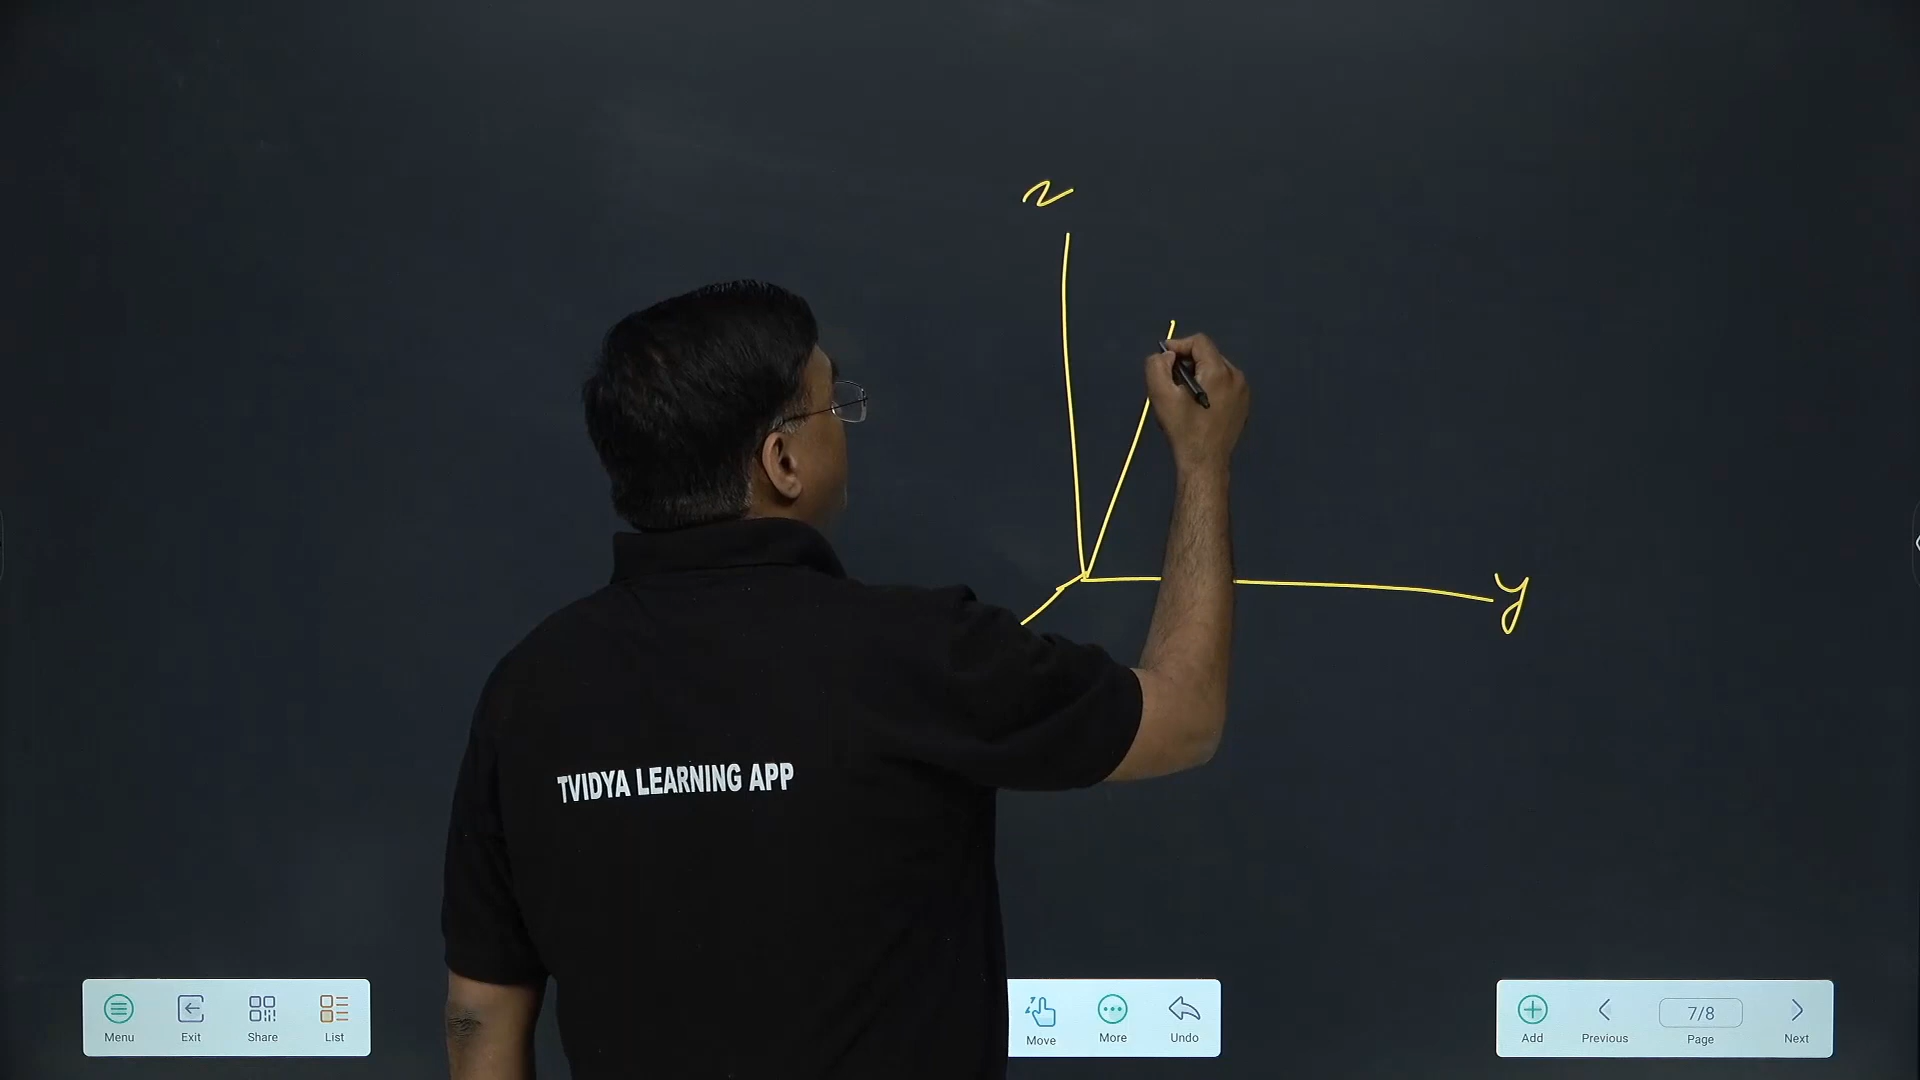 z
y
TVIDYA LEARNING APP
Menu
Exit
Share
List
Move
More
Undo
Add
Previous
7/8
Page
Next